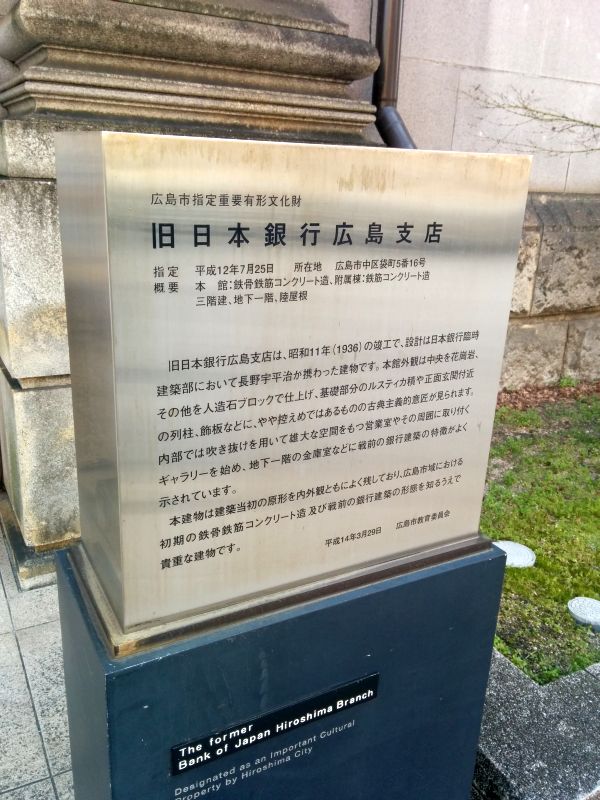 広島市指定重要有形文化財
旧日本銀行広島支店
指定　平成12年7月25日　所在地　広島市中区袋町5番16号
概要　本　館：鉄骨鉄筋コンクリート造、附属棟：鉄筋コンクリート造
三階建、地下一階、陸屋根
旧日本銀行広島支店は、昭和11年（1936）の竣工で、設計は日本銀行臨時
建築部において長野宇平治が携わった建物です。本館外観は中央を花崗岩、
その他を人造石ブロックで仕上げ、基礎部分のルスティカ積や正面玄関付近
の列柱、飾板などに、やや控えめではあるものの古典主義的意匠が見られます。
内部では吹き抜けを用いて雄大な空間をもつ営業室やその周囲に取り付く
ギャラリーを始め、地下一階の金庫室などに戦前の銀行建築の特徴がよく
示されています。
本建物は建築当初の原形を内外観ともによく残しており、広島市域における
初期の鉄骨鉄筋コンクリート造及び戦前の銀行建築の形態を知るうえで
貴重な建物です。
平成14年3月29日　広島市教育委員会
The former
Bank of Japan Hiroshima Branch
Designated as an Important Cultural
Property by Hiroshima City